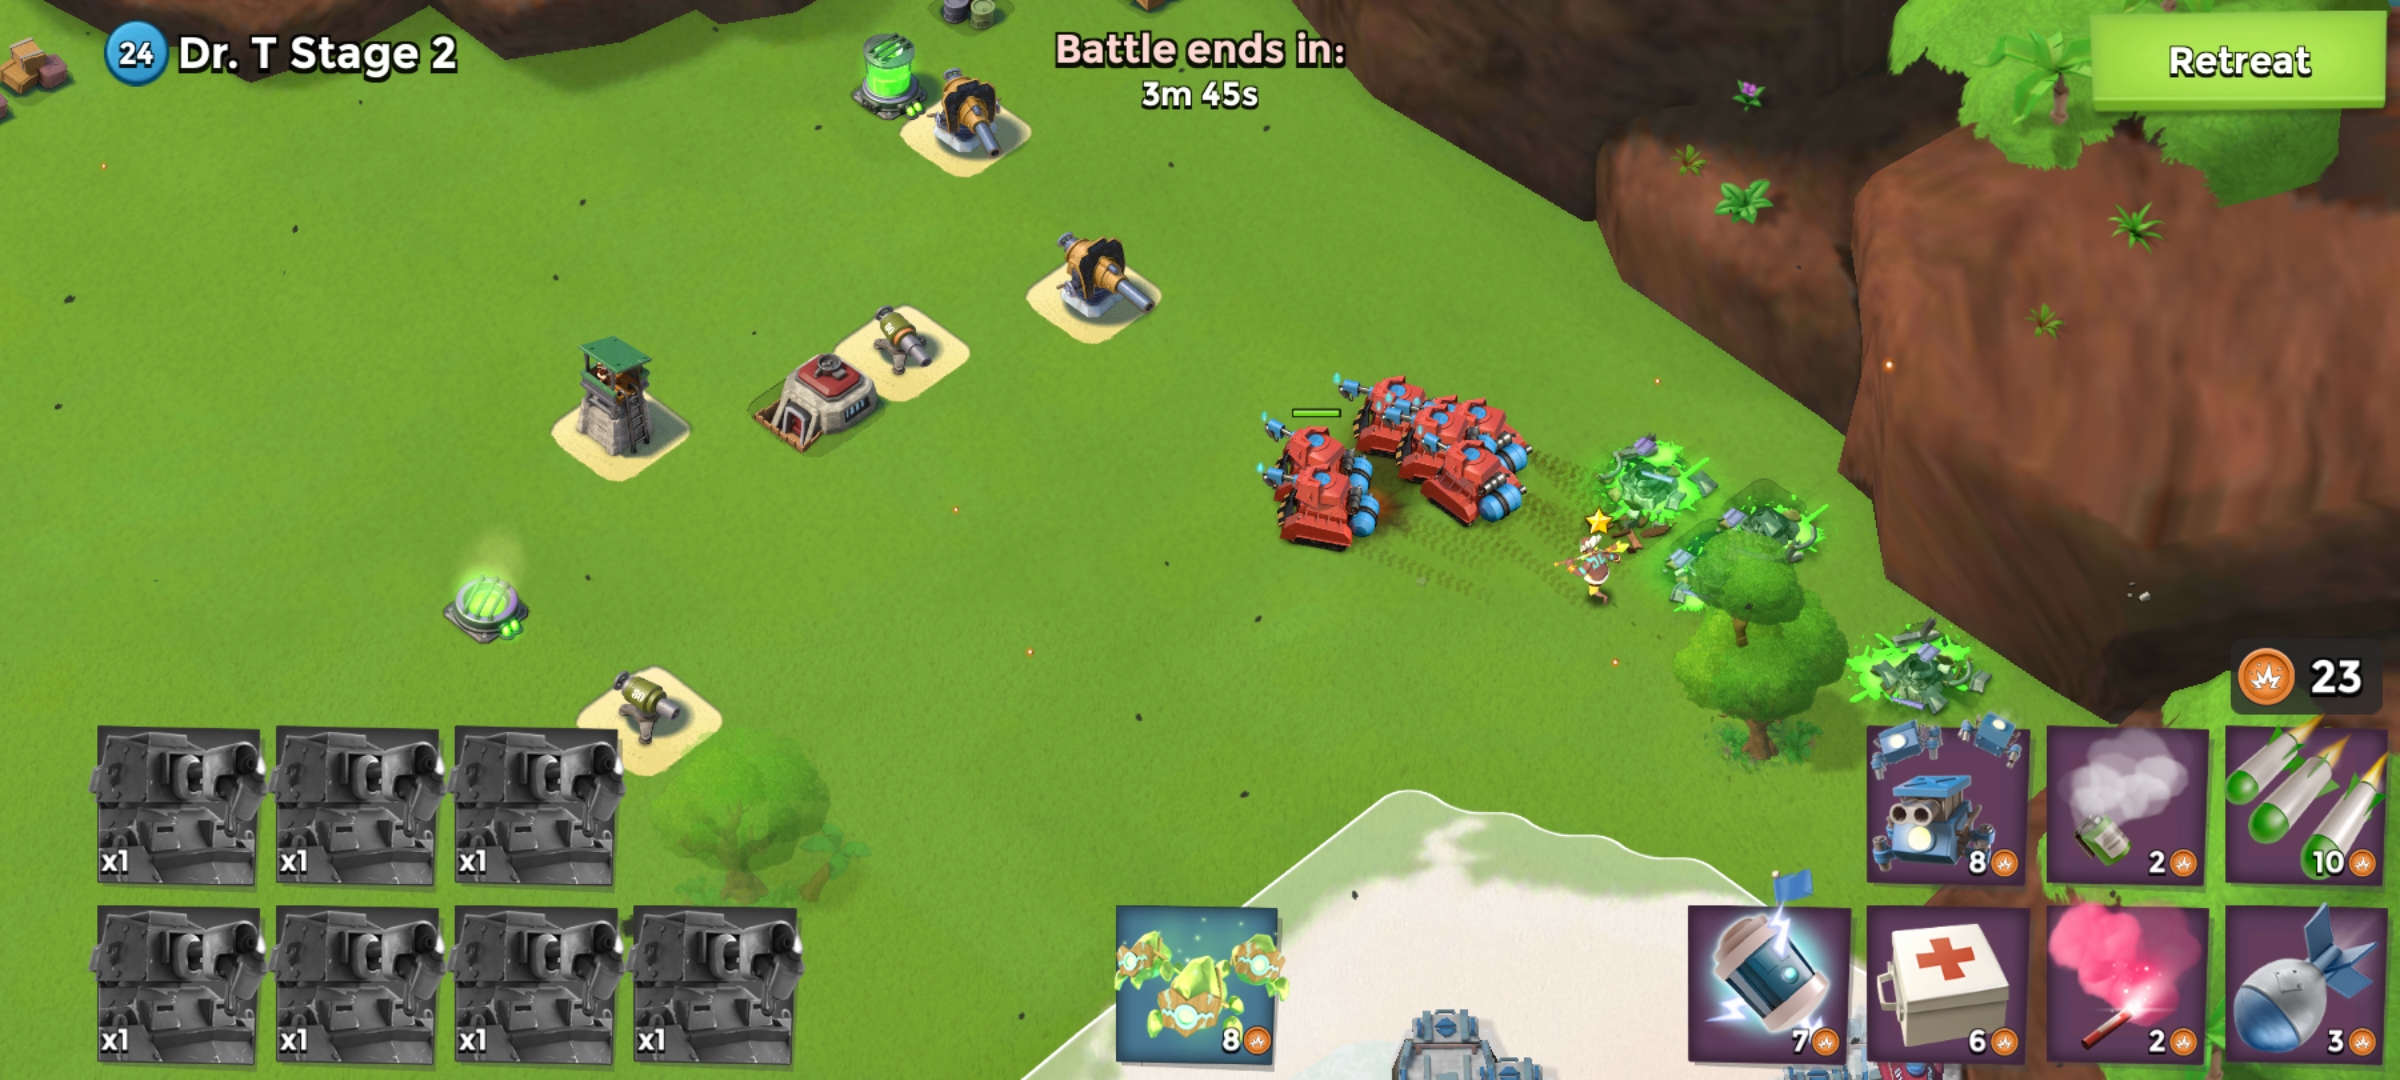 24 Dr. T Stage 2
Battle ends in:
3m 45s
Retreat
23
x1 x1 x1
8 2 10
x1 x1 x1 x1
8
7 6 2 3